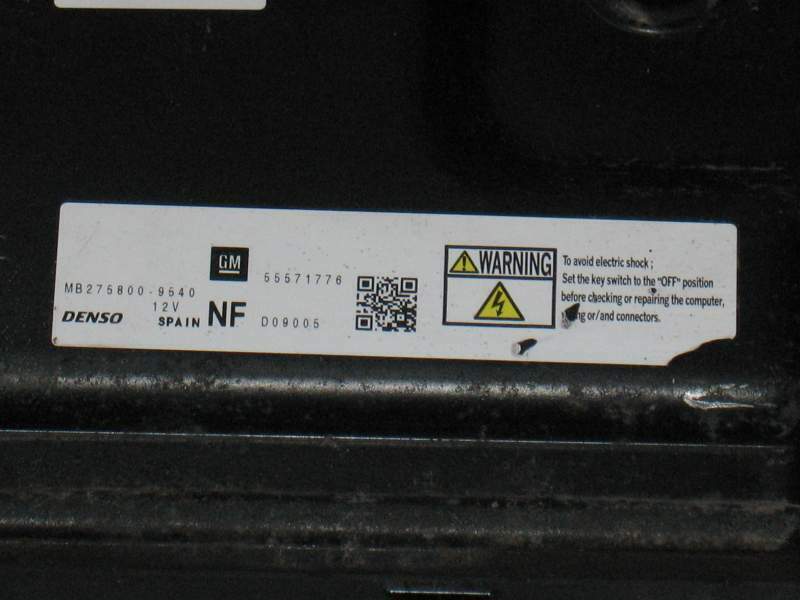 GM
55571776
MB275800-9540
12V
DENSO
SPAIN NF
D09005
WARNING
To avoid electric shock ;
Set the key switch to the "OFF" position
before checking or repairing the computer,
or/and connectors.